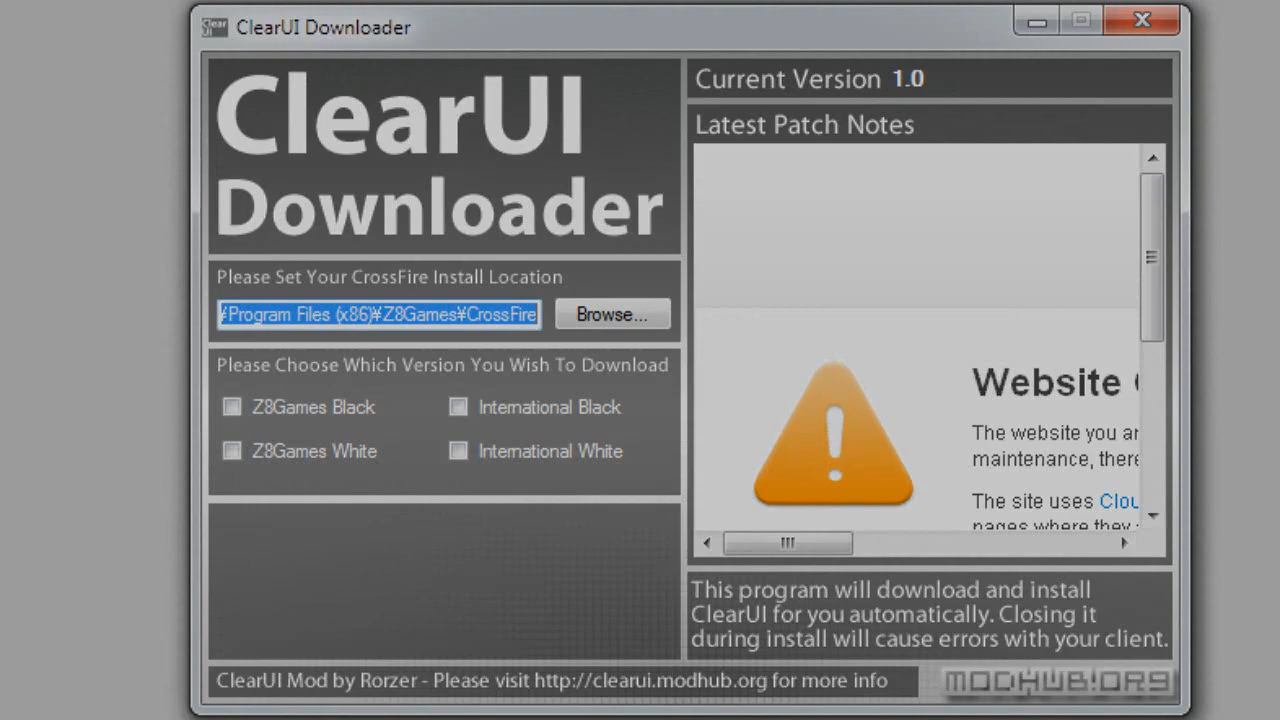 ClearUI Downloader
ClearUI
Downloader
Please Set Your CrossFire Install Location
¥Program Files (x86)¥Z8Games¥CrossFire
Browse...
Please Choose Which Version You Wish To Download
Z8Games Black
International Black
Z8Games White
International White
Current Version 1.0
Latest Patch Notes
Website
The website you ar
maintenance, there
The site uses Clou
pages where they
This program will download and install
ClearUI for you automatically. Closing it
during install will cause errors with your client.
ClearUI Mod by Rorzer - Please visit http://clearui.modhub.org for more info
MODHUB.ORG